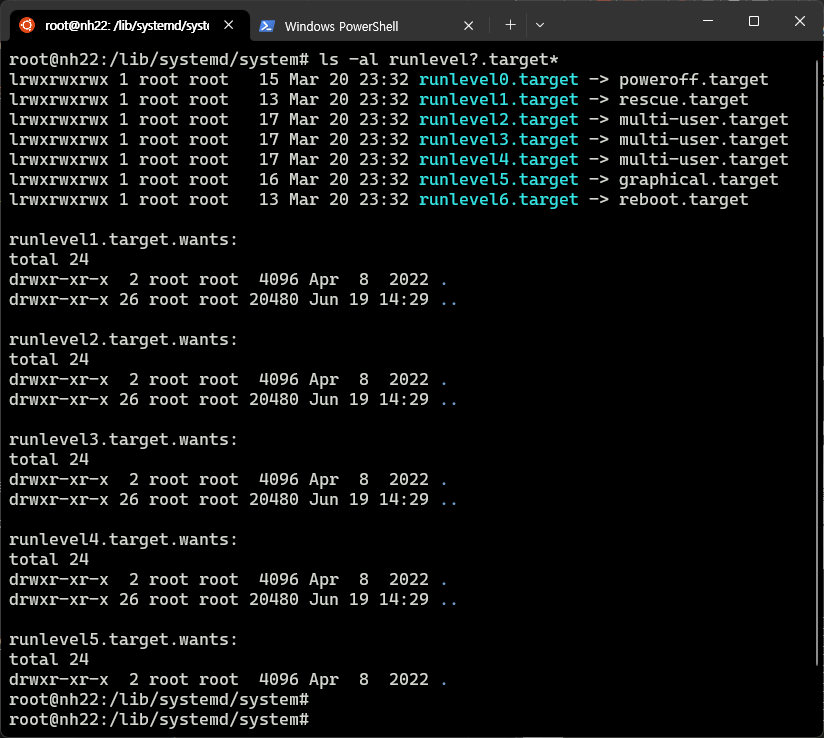 root@nh22: /lib/systemd/syste
Windows PowerShell
root@nh22:/lib/systemd/system# ls -al runlevel?.target*
lrwxrwxrwx 1 root root   15 Mar 20 23:32 runlevel0.target -> poweroff.target
lrwxrwxrwx 1 root root   13 Mar 20 23:32 runlevel1.target -> rescue.target
lrwxrwxrwx 1 root root   17 Mar 20 23:32 runlevel2.target -> multi-user.target
lrwxrwxrwx 1 root root   17 Mar 20 23:32 runlevel3.target -> multi-user.target
lrwxrwxrwx 1 root root   17 Mar 20 23:32 runlevel4.target -> multi-user.target
lrwxrwxrwx 1 root root   16 Mar 20 23:32 runlevel5.target -> graphical.target
lrwxrwxrwx 1 root root   13 Mar 20 23:32 runlevel6.target -> reboot.target

runlevel1.target.wants:
total 24
drwxr-xr-x  2 root root  4096 Apr  8  2022 .
drwxr-xr-x 26 root root 20480 Jun 19 14:29 ..

runlevel2.target.wants:
total 24
drwxr-xr-x  2 root root  4096 Apr  8  2022 .
drwxr-xr-x 26 root root 20480 Jun 19 14:29 ..

runlevel3.target.wants:
total 24
drwxr-xr-x  2 root root  4096 Apr  8  2022 .
drwxr-xr-x 26 root root 20480 Jun 19 14:29 ..

runlevel4.target.wants:
total 24
drwxr-xr-x  2 root root  4096 Apr  8  2022 .
drwxr-xr-x 26 root root 20480 Jun 19 14:29 ..

runlevel5.target.wants:
total 24
drwxr-xr-x  2 root root  4096 Apr  8  2022 .
root@nh22:/lib/systemd/system#
root@nh22:/lib/systemd/system#